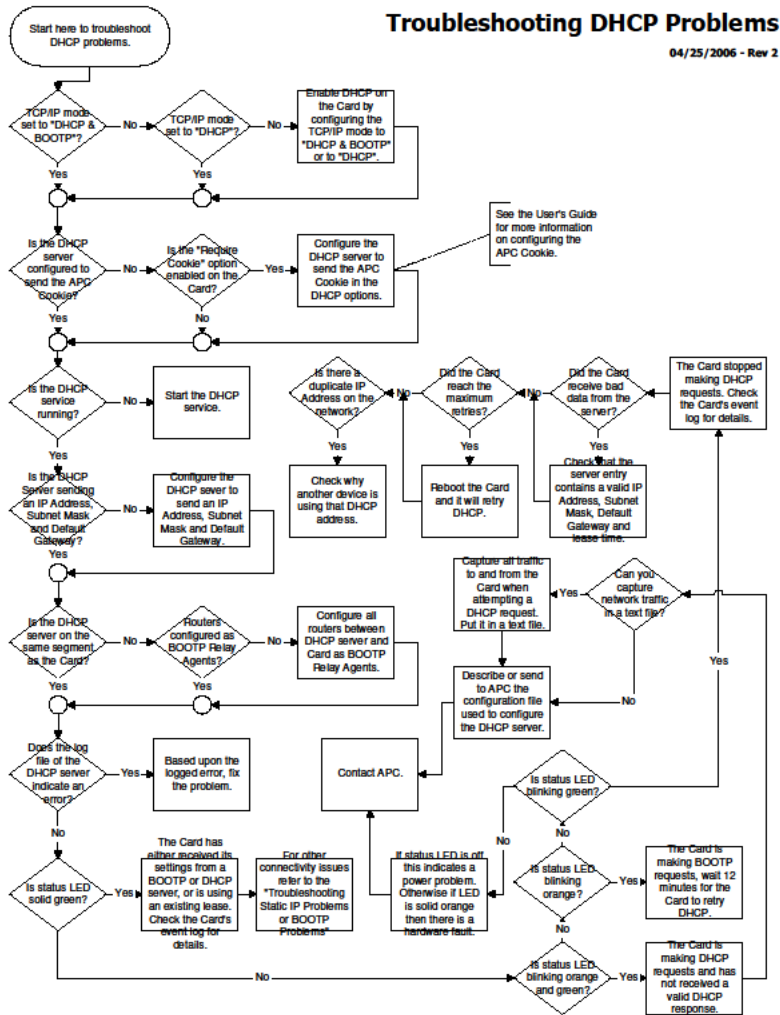 Troubleshooting DHCP Problems
04/25/2006 - Rev 2
Start here to troubleshoot
DHCP problems.
TCP/IP mode
set to "DHCP &
BOOTP"?
No
TCP/IP mode
set to "DHCP"?
No
Enable DHCP on
the Card by
configuring the
TCP/IP mode to
"DHCP & BOOTP"
or to "DHCP".
Yes
Yes
See the User's Guide
for more information
on configuring the
APC Cookie.
Is the DHCP
server
configured to
send the APC
Cookie?
No
Is the "Require
Cookie" option
enabled on the
Card?
Yes
Configure the
DHCP server to
send the APC
Cookie in the
DHCP options.
Yes
No
Is the DHCP
service
running?
No
Start the DHCP
service.
Is there a
duplicate IP
Address on the
network?
No
Did the Card
reach the
maximum
retries?
No
Did the Card
receive bad
data from the
server?
The Card stopped
making DHCP
requests. Check
the Card's event
log for details.
Yes
Yes
Yes
Is the DHCP
Server sending
an IP Address,
Subnet Mask
and Default
Gateway?
No
Configure the
DHCP sever to
send an IP
Address, Subnet
Mask and Default
Gateway.
Check why
another device is
using that DHCP
address.
Reboot the Card
and it will retry
DHCP.
Check that the
server entry
contains a valid IP
Address, Subnet
Mask, Default
Gateway and
lease time.
Yes
Capture all traffic
to and from the
Card when
attempting a
DHCP request.
Put it in a text file.
Yes
Can you
capture
network traffic
in a text file?
Is the DHCP
server on the
same segment
as the Card?
No
Routers
configured as
BOOTP Relay
Agents?
No
Configure all
routers between
DHCP server and
Card as BOOTP
Relay Agents.
Yes
Yes
Describe or send
to APC the
configuration file
used to configure
the DHCP server.
No
Yes
Does the log
file of the
DHCP server
indicate an
error?
Yes
Based upon the
logged error, fix
the problem.
Contact APC.
Is status LED
blinking green?
No
No
No
Is status LED
solid green?
Yes
The Card has
either received its
settings from a
BOOTP or DHCP
server, or is using
an existing lease.
Check the Card's
event log for
details.
For other
connectivity issues
refer to the
"Troubleshooting
Static IP Problems
or BOOTP
Problems"
If status LED is off
this indicates a
power problem.
Otherwise if LED
is solid orange
then there is a
hardware fault.
Is status LED
blinking
orange?
Yes
The Card is
making BOOTP
requests, wait 12
minutes for the
Card to retry
DHCP.
No
No
Is status LED
blinking orange
and green?
Yes
The Card is
making DHCP
requests and has
not received a
valid DHCP
response.